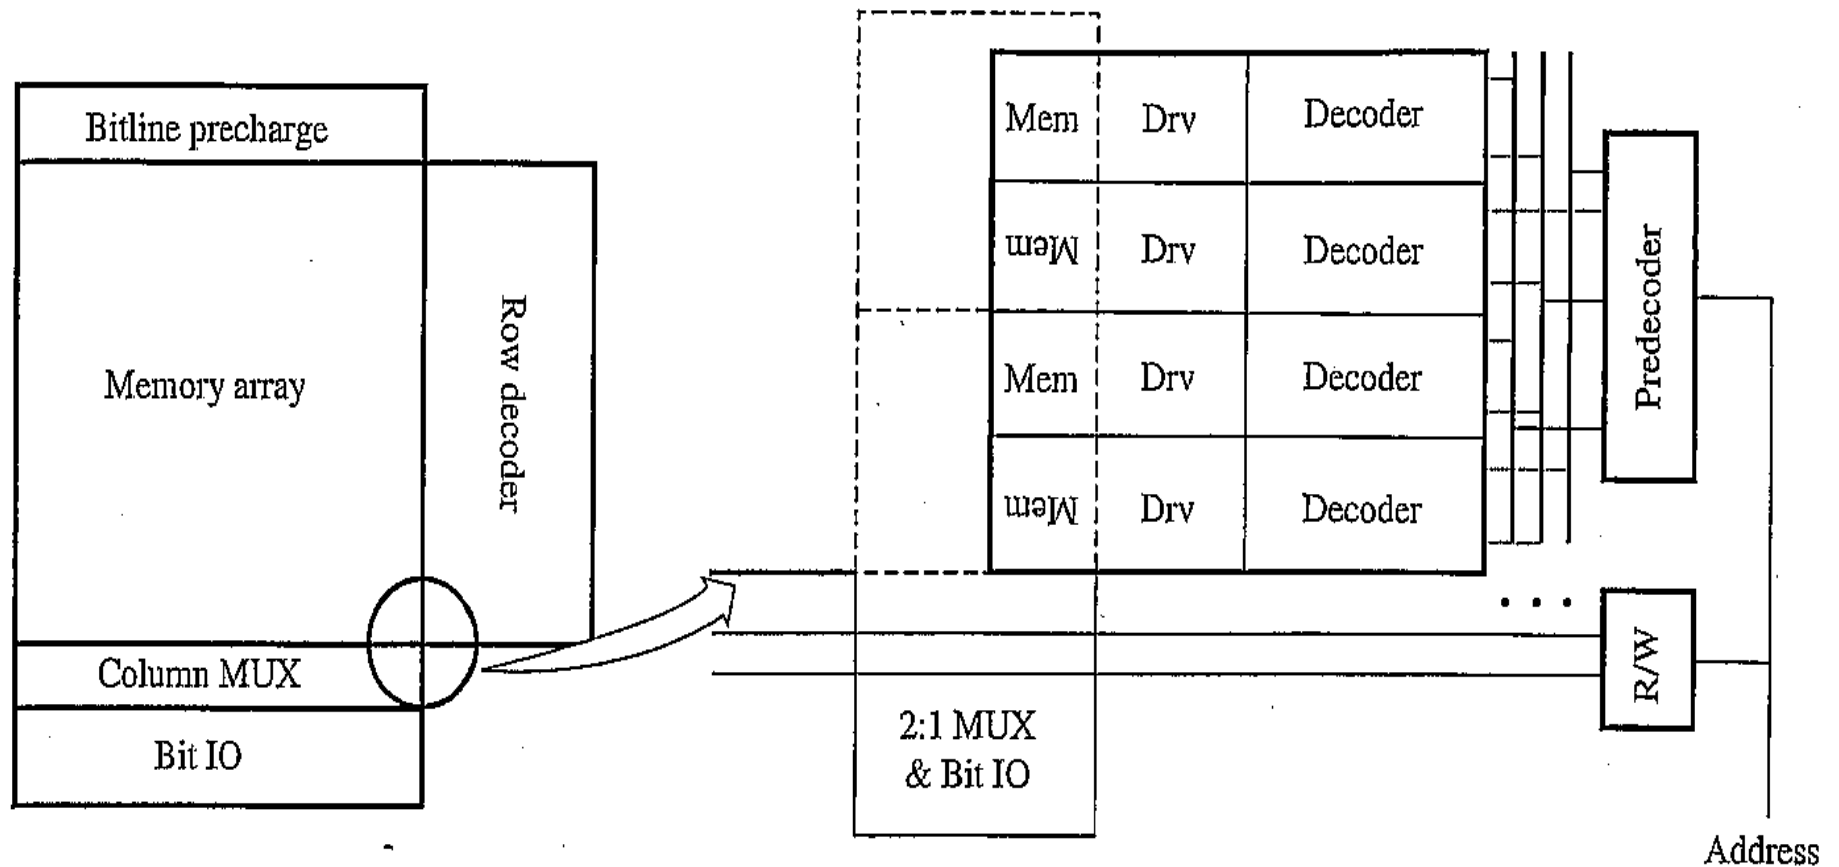 Bitline precharge
Memory array
Row decoder
Column MUX
Bit IO
Mem Drv Decoder
Mem Drv Decoder
Mem Drv Decoder
Mem Drv Decoder
Predecoder
R/W
2:1 MUX
& Bit IO
Address